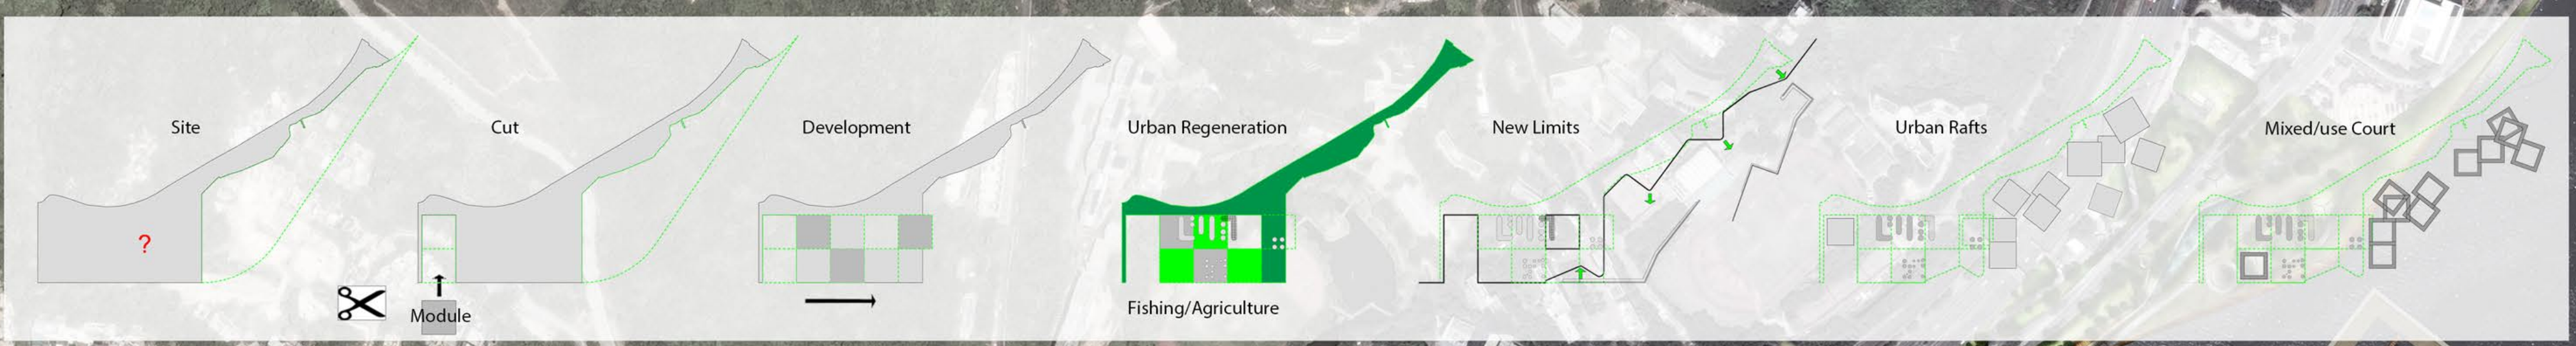 Site
?
Module
Cut
Development
Urban Regeneration
Fishing/Agriculture
New Limits
Urban Rafts
Mixed/use Court